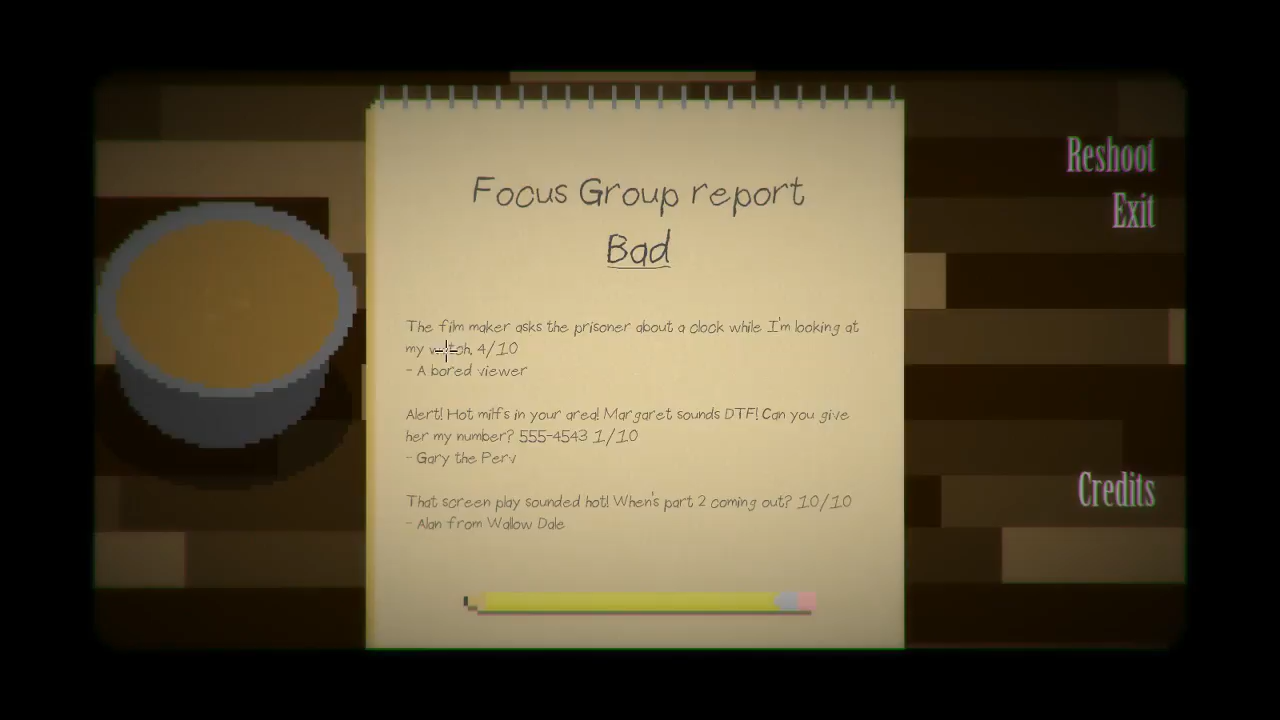 Focus Group report
Bad
The film maker asks the prisoner about a clock while I'm looking at
my watch. 4/10
- A bored viewer
Alert! Hot milfs in your area! Margaret sounds DTF! Can you give
her my number? 555-4543 1/10
- Gary the Perv
That screen play sounded hot! When's part 2 coming out? 10/10
- Alan from Wallow Dale
Reshoot
Exit
Credits